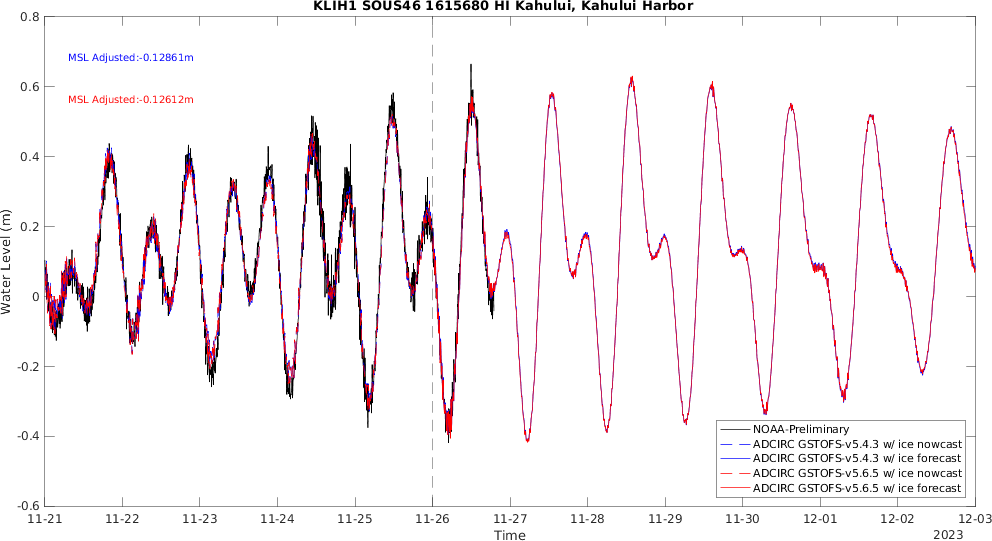 KLIH1 SOUS46 1615680 HI Kahului, Kahului Harbor
0.8
0.6
0.4
0.2
0
-0.2
-0.4
-0.6
Water Level (m)
MSL Adjusted:-0.12861m
MSL Adjusted:-0.12612m
NOAA-Preliminary
ADCIRC GSTOFS-v5.4.3 w/ ice nowcast
ADCIRC GSTOFS-v5.4.3 w/ ice forecast
ADCIRC GSTOFS-v5.6.5 w/ ice nowcast
ADCIRC GSTOFS-v5.6.5 w/ ice forecast
11-21 11-22 11-23 11-24 11-25 11-26 11-27 11-28 11-29 11-30 12-01 12-02 12-03
Time
2023